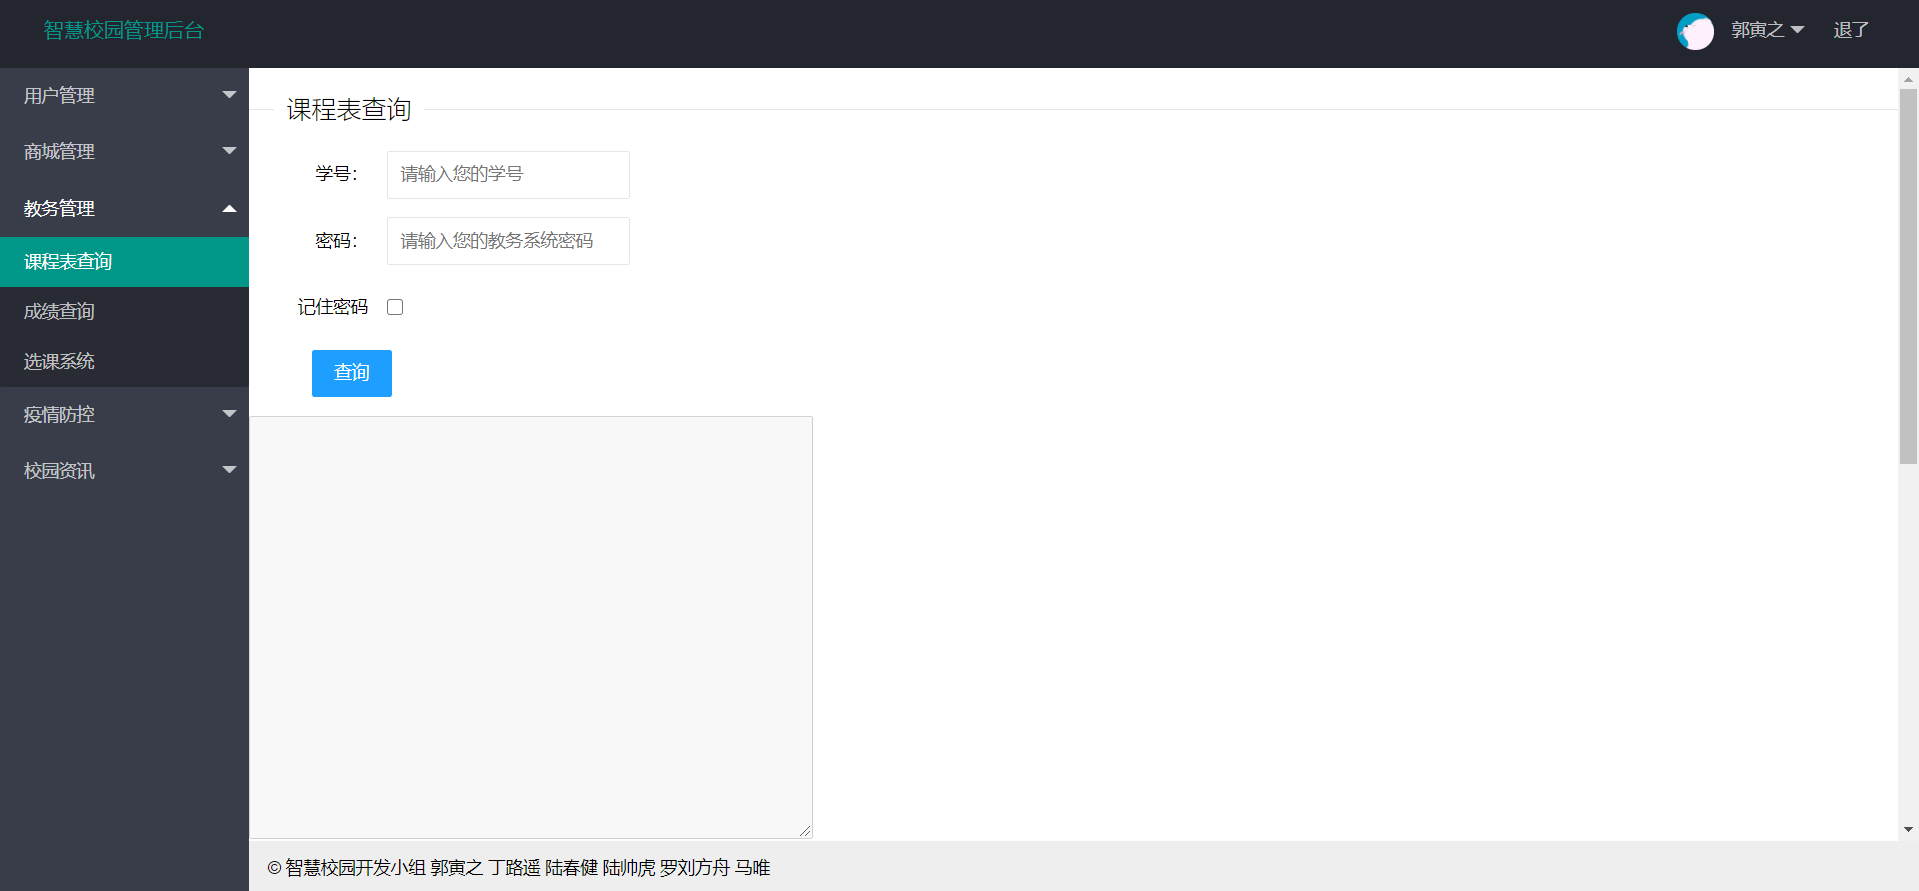 智慧校园管理后台
郭寅之
退了
用户管理
商城管理
教务管理
课程表查询
成绩查询
选课系统
疫情防控
校园资讯
课程表查询
学号：
请输入您的学号
密码：
请输入您的教务系统密码
记住密码
查询
© 智慧校园开发小组 郭寅之 丁路遥 陆春健 陆帅虎 罗刘方舟 马唯